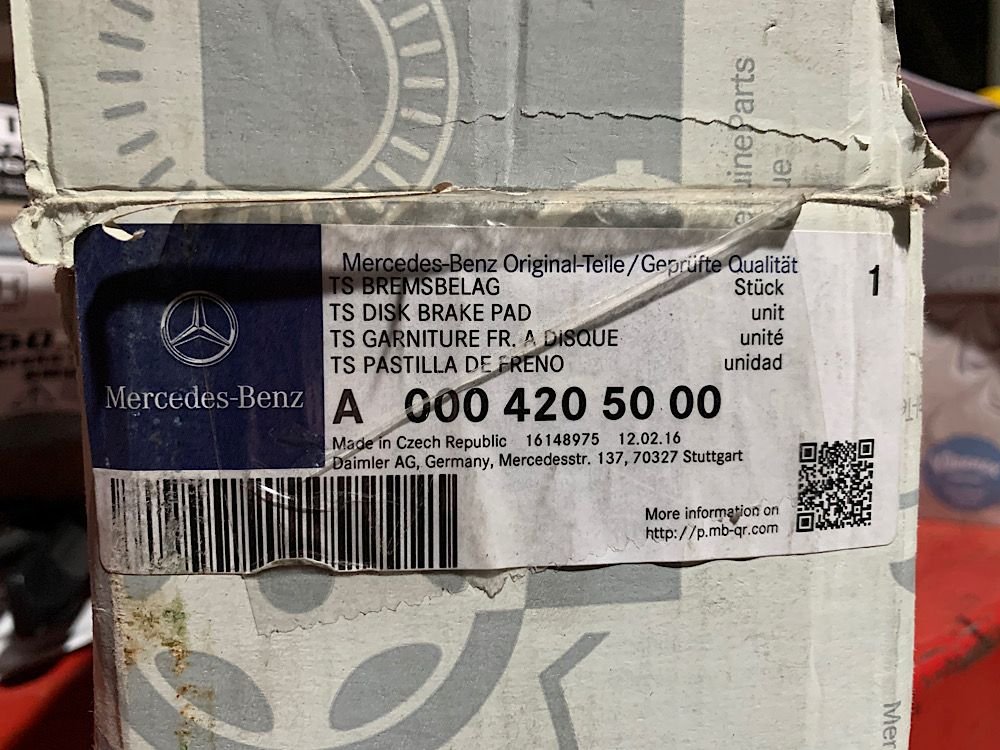 uineParts
Mercedes-Benz Original-Teile/Geprüfte Qualität
TS BREMSBELAG Stück 1
TS DISK BRAKE PAD unit
TS GARNITURE FR. A DISQUE unité
TS PASTILLA DE FRENO unidad
Mercedes-Benz
A 000 420 50 00
Made in Czech Republic 16148975 12.02.16
Daimler AG, Germany, Mercedesstr. 137, 70327 Stuttgart
More information on
http://p.mb-qr.com
Mer